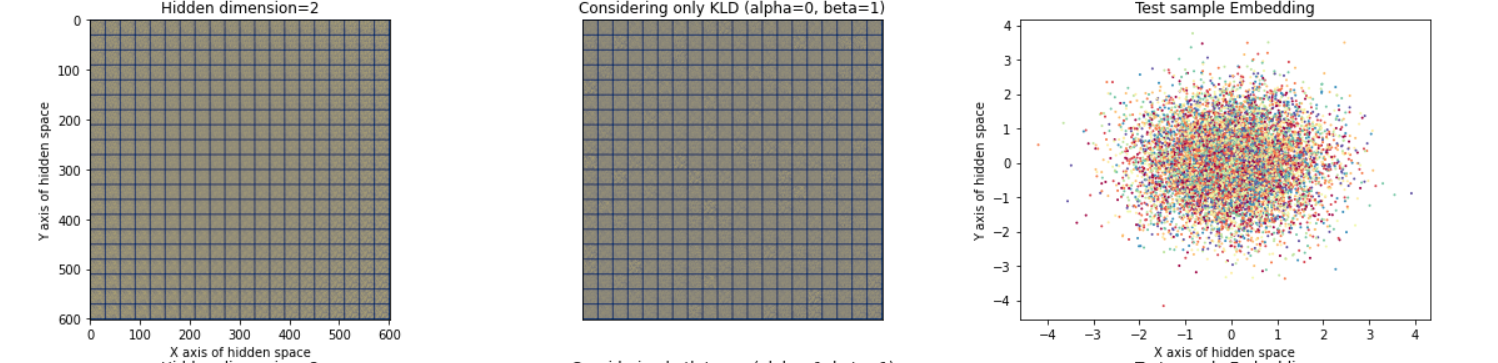 Hidden dimension=2
0
100
200
300
400
500
600
Y axis of hidden space
0 100 200 300 400 500 600
X axis of hidden space
Considering only KLD (alpha=0, beta=1)
Test sample Embedding
4
3
2
1
0
−1
−2
−3
−4
Y axis of hidden space
−4 −3 −2 −1 0 1 2 3 4
X axis of hidden space